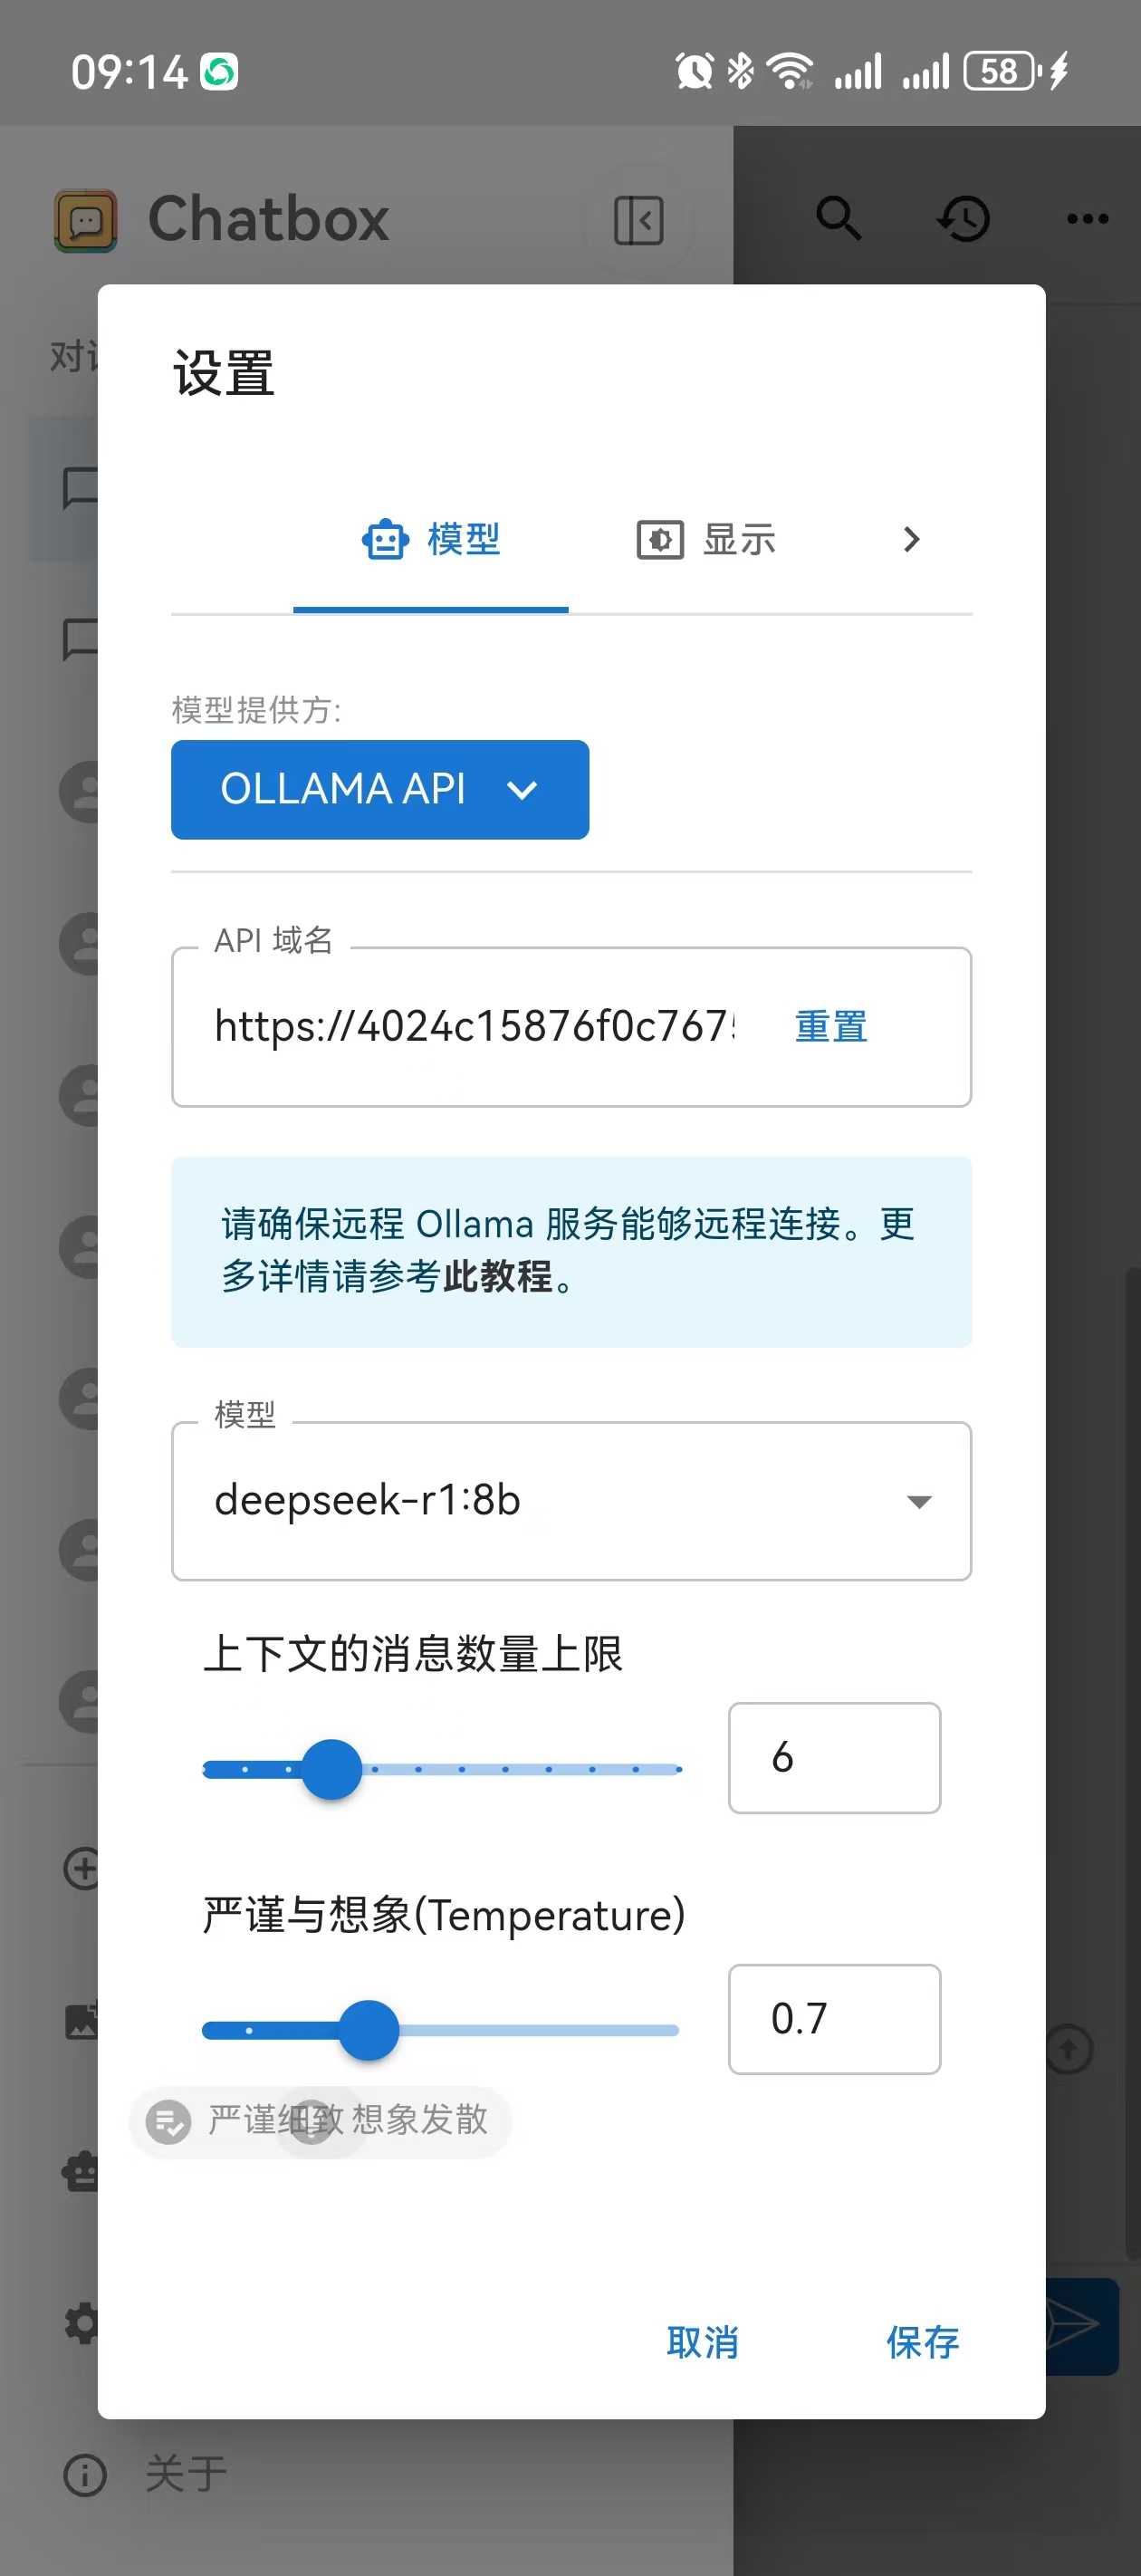 09:14
58
Chatbox
对
设置
模型
显示
模型提供方:
OLLAMA API
API 域名
https://4024c15876f0c767
重置
请确保远程 Ollama 服务能够远程连接。更
多详情请参考此教程。
模型
deepseek-r1:8b
上下文的消息数量上限
6
严谨与想象(Temperature)
0.7
严谨细致 想象发散
取消
保存
关于